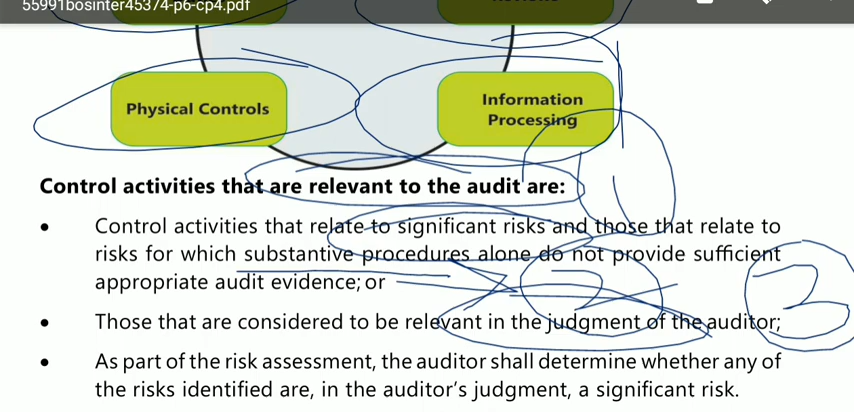 55991bosinter45374-p6-cp4.pdf
Physical Controls
Information
Processing
Control activities that are relevant to the audit are:
1
• Control activities that relate to significant risks and those that relate to
risks for which substantive procedures alone do not provide sufficient
appropriate audit evidence; or
2
3
• Those that are considered to be relevant in the judgment of the auditor;
• As part of the risk assessment, the auditor shall determine whether any of
the risks identified are, in the auditor's judgment, a significant risk.